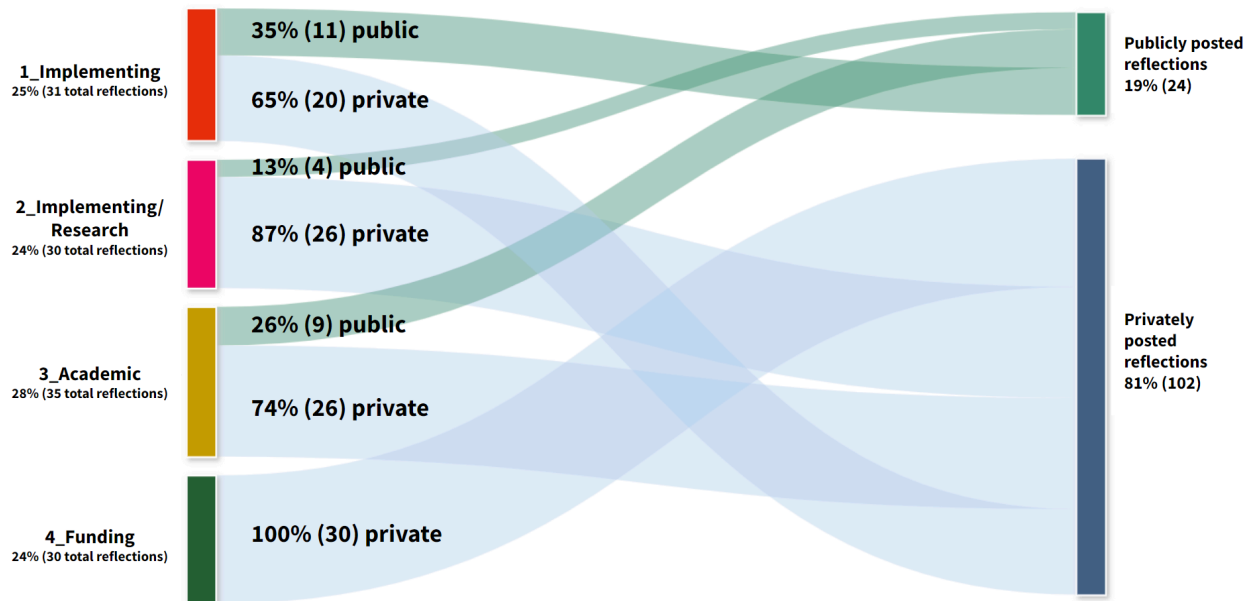 1_Implementing
25% (31 total reflections)
35% (11) public
65% (20) private
2_Implementing/
Research
24% (30 total reflections)
13% (4) public
87% (26) private
3_Academic
28% (35 total reflections)
26% (9) public
74% (26) private
4_Funding
24% (30 total reflections)
100% (30) private
Publicly posted
reflections
19% (24)
Privately
posted
reflections
81% (102)